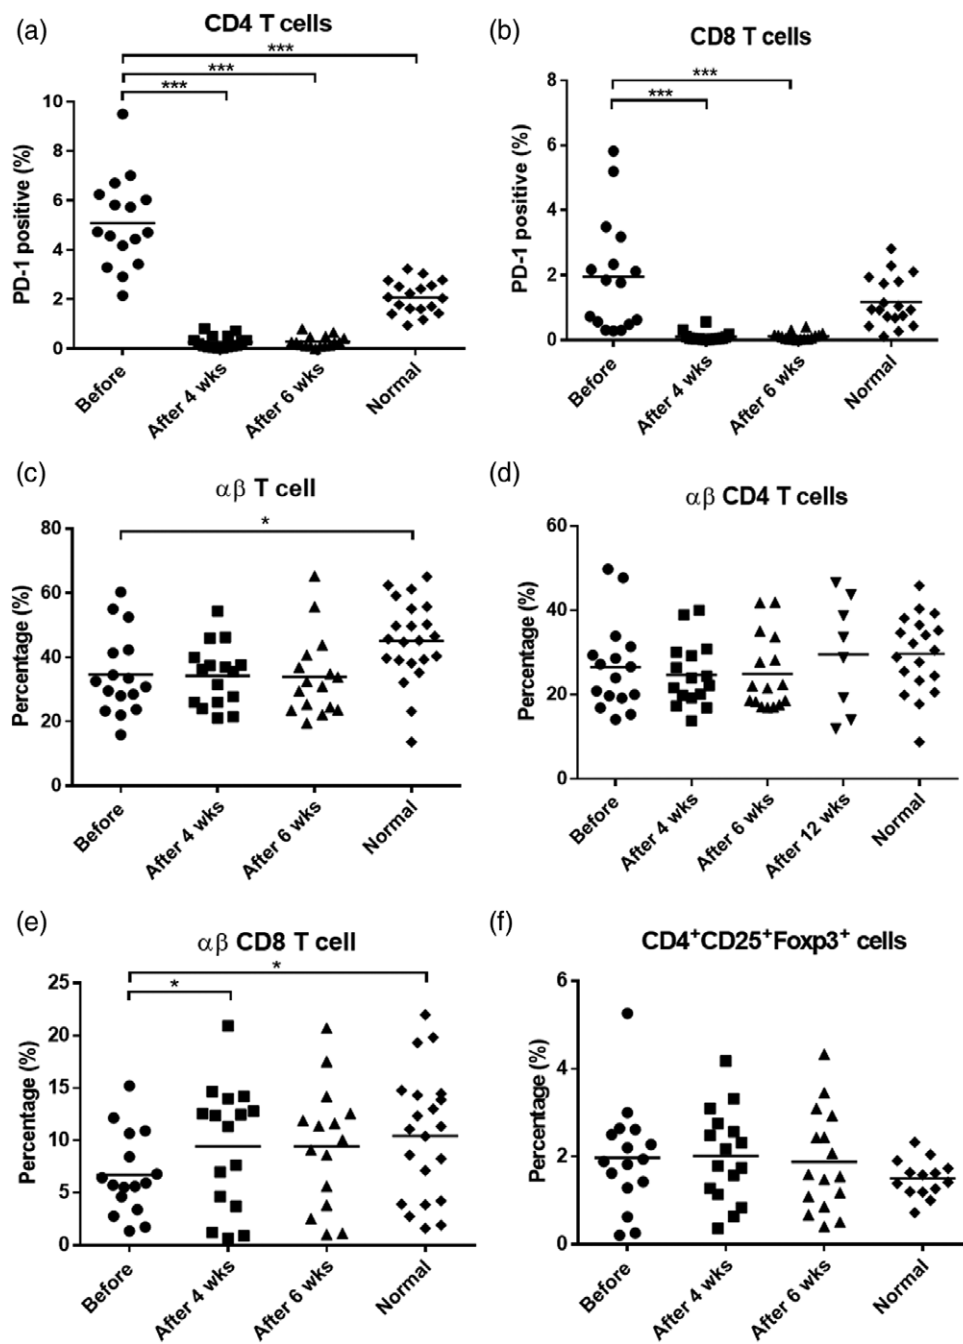 (a)
CD4 T cells
***
***
***
PD-1 positive (%)
10
8
6
4
2
0
Before
After 4 wks
After 6 wks
Normal
(b)
CD8 T cells
***
***
PD-1 positive (%)
8
6
4
2
0
Before
After 4 wks
After 6 wks
Normal
(c)
αβ T cell
*
Percentage (%)
80
60
40
20
0
Before
After 4 wks
After 6 wks
Normal
(d)
αβ CD4 T cells
Percentage (%)
60
40
20
0
Before
After 4 wks
After 6 wks
After 12 wks
Normal
(e)
αβ CD8 T cell
*
*
Percentage (%)
25
20
15
10
5
0
Before
After 4 wks
After 6 wks
Normal
(f)
CD4⁺CD25⁺Foxp3⁺ cells
Percentage (%)
6
4
2
0
Before
After 4 wks
After 6 wks
Normal